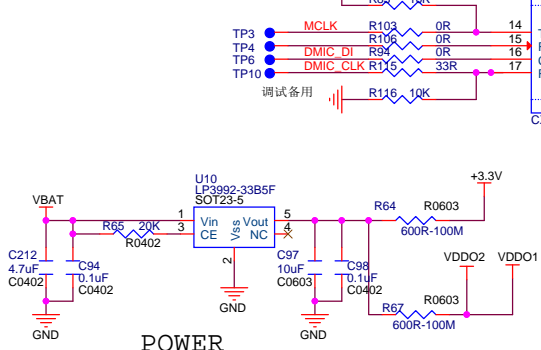 TP3 MCLK R103 0R 14
TP4 R106 0R 15
TP6 DMIC_DI R94 0R 16
TP10 DMIC_CLK R115 33R 17
调试备用
R116 10K
U10
LP3992-33B5F
SOT23-5
VBAT
1 Vin Vout 5
3 CE Vss NC 4
2
R65 20K
R0402
C212
4.7uF
C0402
C94
0.1uF
C0402
GND
GND
C97
10uF
C0603
C98
0.1uF
C0402
GND
R64 R0603
600R-100M
+3.3V
VDDO2 VDDO1
R67 R0603
600R-100M
POWER